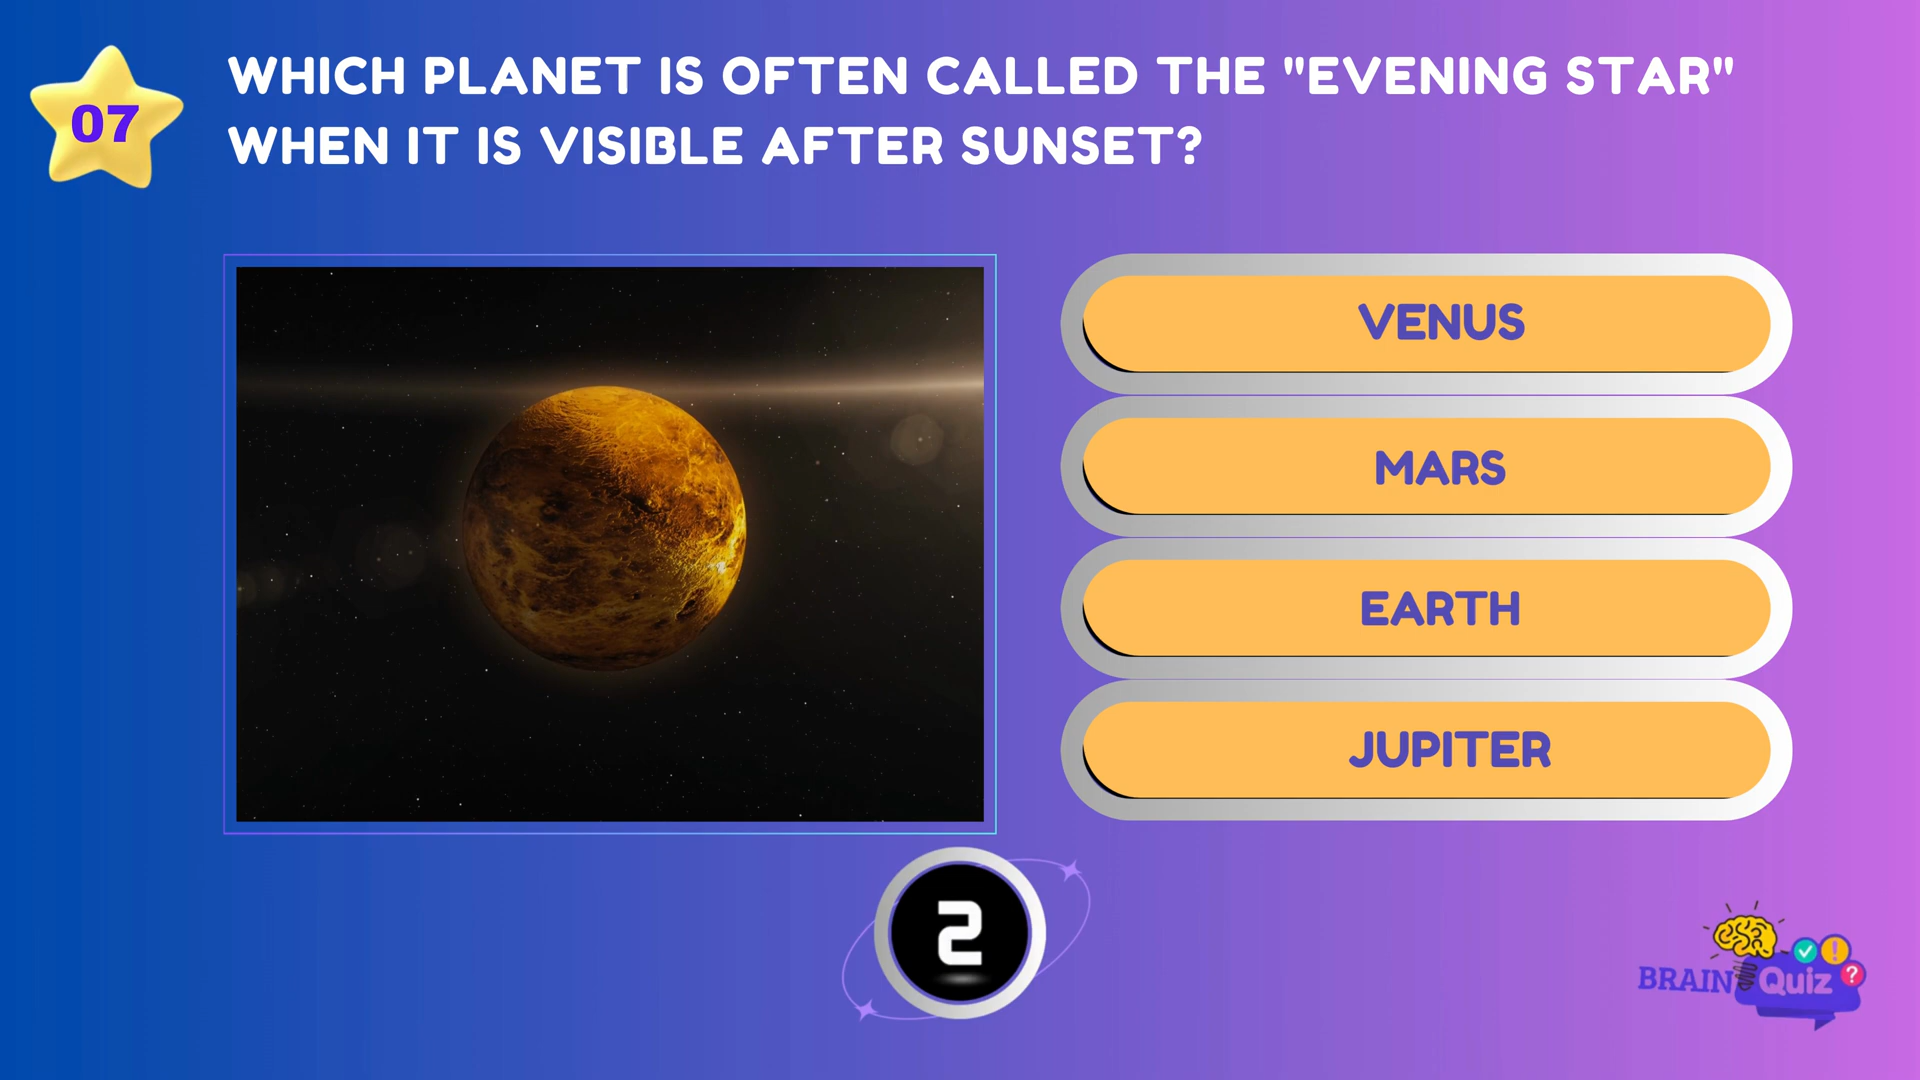 07
WHICH PLANET IS OFTEN CALLED THE "EVENING STAR"
WHEN IT IS VISIBLE AFTER SUNSET?
VENUS
MARS
EARTH
JUPITER
2
BRAIN Quiz ?